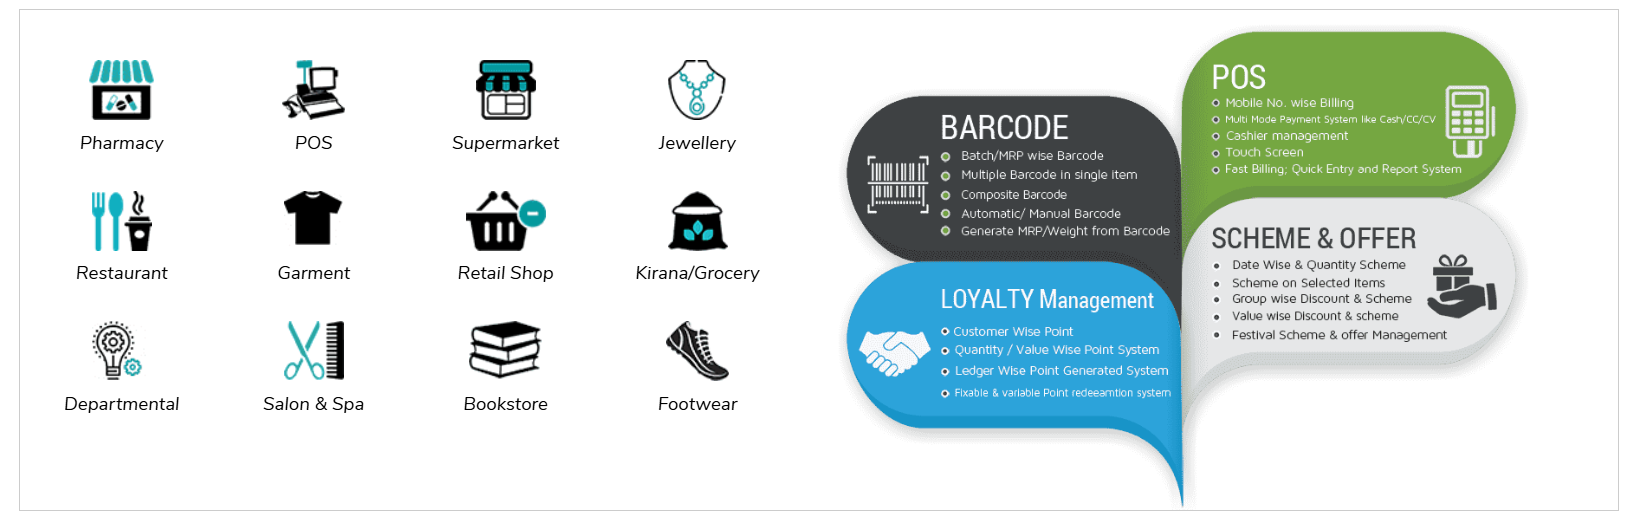 Pharmacy
POS
Supermarket
Jewellery
Restaurant
Garment
Retail Shop
Kirana/Grocery
Departmental
Salon & Spa
Bookstore
Footwear
BARCODE
Batch/MRP wise Barcode
Multiple Barcode in single item
Composite Barcode
Automatic/ Manual Barcode
Generate MRP/Weight from Barcode
LOYALTY Management
Customer Wise Point
Quantity / Value Wise Point System
Ledger Wise Point Generated System
Fixable & variable Point redeeamtion system
POS
Mobile No. wise Billing
Multi Mode Payment System like Cash/CC/CV
Cashier management
Touch Screen
Fast Billing; Quick Entry and Report System
SCHEME & OFFER
Date Wise & Quantity Scheme
Scheme on Selected Items
Group wise Discount & Scheme
Value wise Discount & scheme
Festival Scheme & offer Management